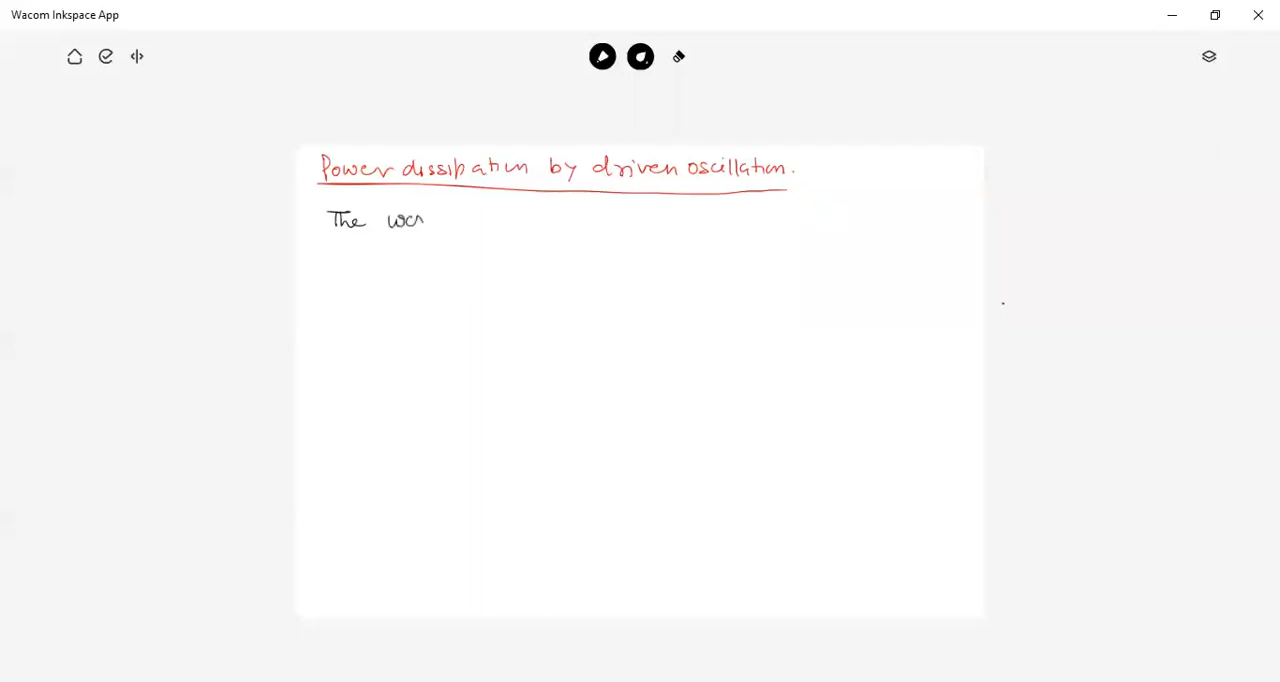 Wacom Inkspace App
Power dissipation by driven oscillation.
The